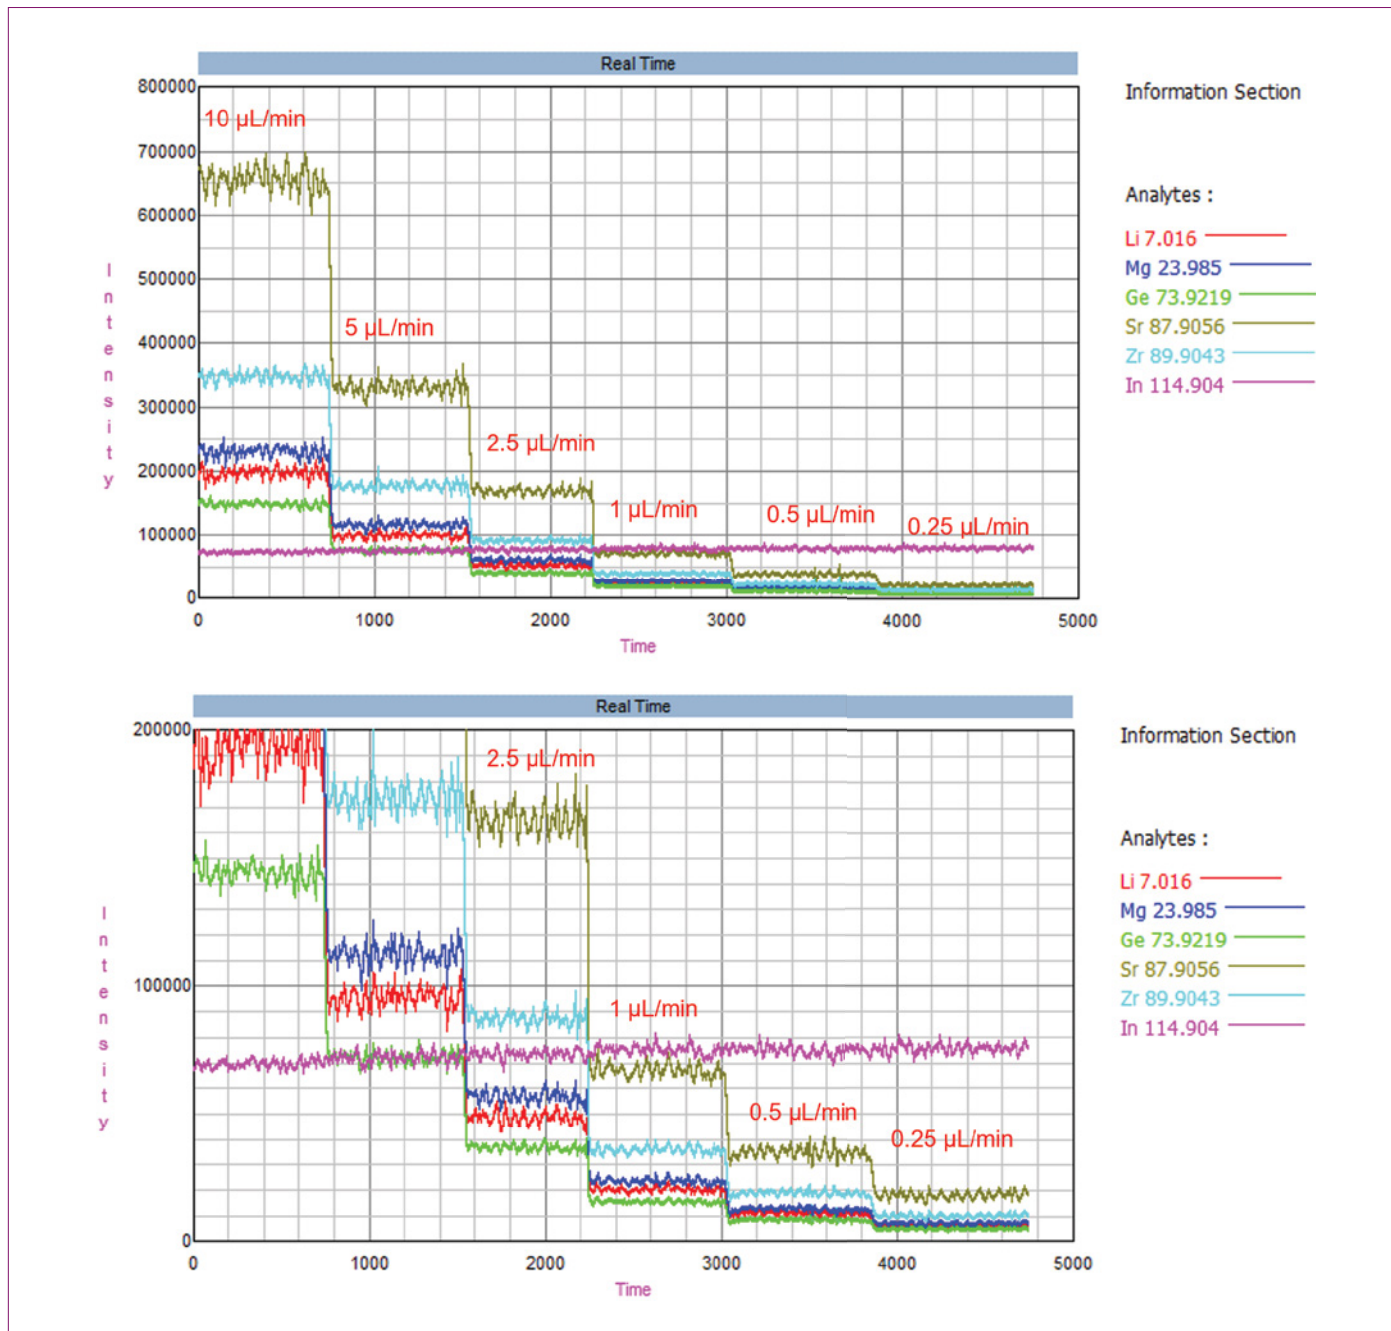 Real Time
Information Section
800000
10 µL/min
700000
Analytes :
600000
Li 7.016
Mg 23.985
500000
Ge 73.9219
400000
5 µL/min
Sr 87.9056
Zr 89.9043
300000
In 114.904
2.5 µL/min
200000
1 µL/min
0.5 µL/min
0.25 µL/min
100000
0
Intensity
0 1000 2000 3000 4000 5000
Time
Real Time
Information Section
200000
2.5 µL/min
Analytes :
Li 7.016
Mg 23.985
Ge 73.9219
Sr 87.9056
Zr 89.9043
In 114.904
100000
1 µL/min
0.5 µL/min
0.25 µL/min
0
Intensity
0 1000 2000 3000 4000 5000
Time